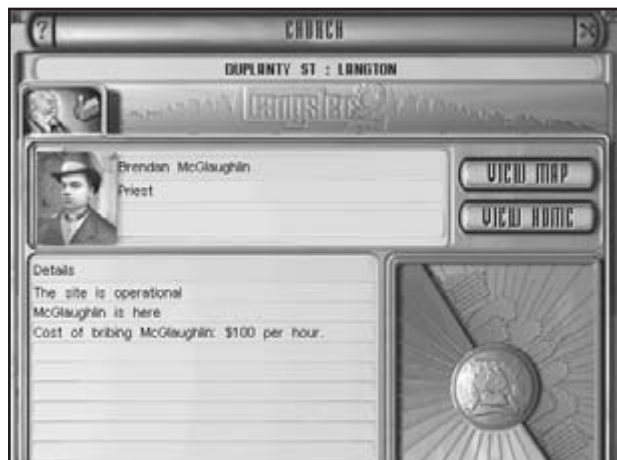 ?
CHURCH
X
DUPLANTY ST : LANGTON
Gangsters 2
Brendan McGlaughlin
Priest
VIEW MAP
VIEW HOME
Details
The site is operational
McGlaughlin is here
Cost of bribing McGlaughlin: $100 per hour.